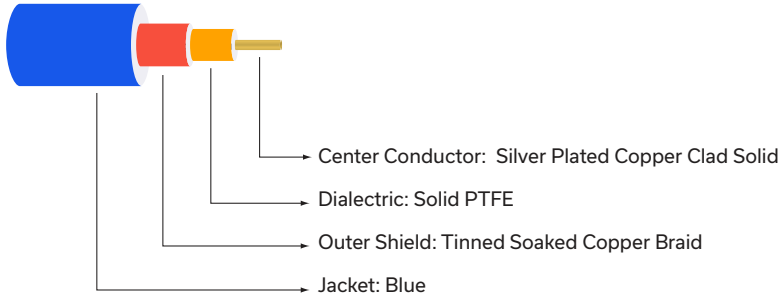 Center Conductor: Silver Plated Copper Clad Solid
Dialectric: Solid PTFE
Outer Shield: Tinned Soaked Copper Braid
Jacket: Blue